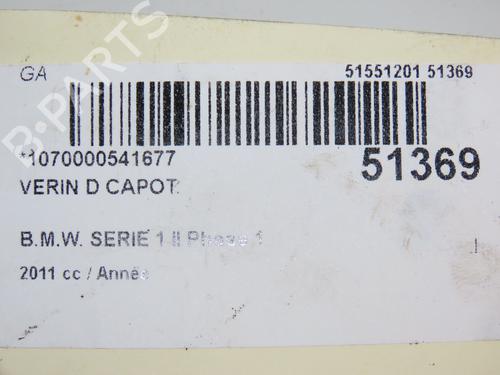 GA 51551201 51369
*1070000541677
51369
VERIN D CAPOT
B.M.W. SERIE 1 II Phase 1
2011 cc / Année
B-PARTS